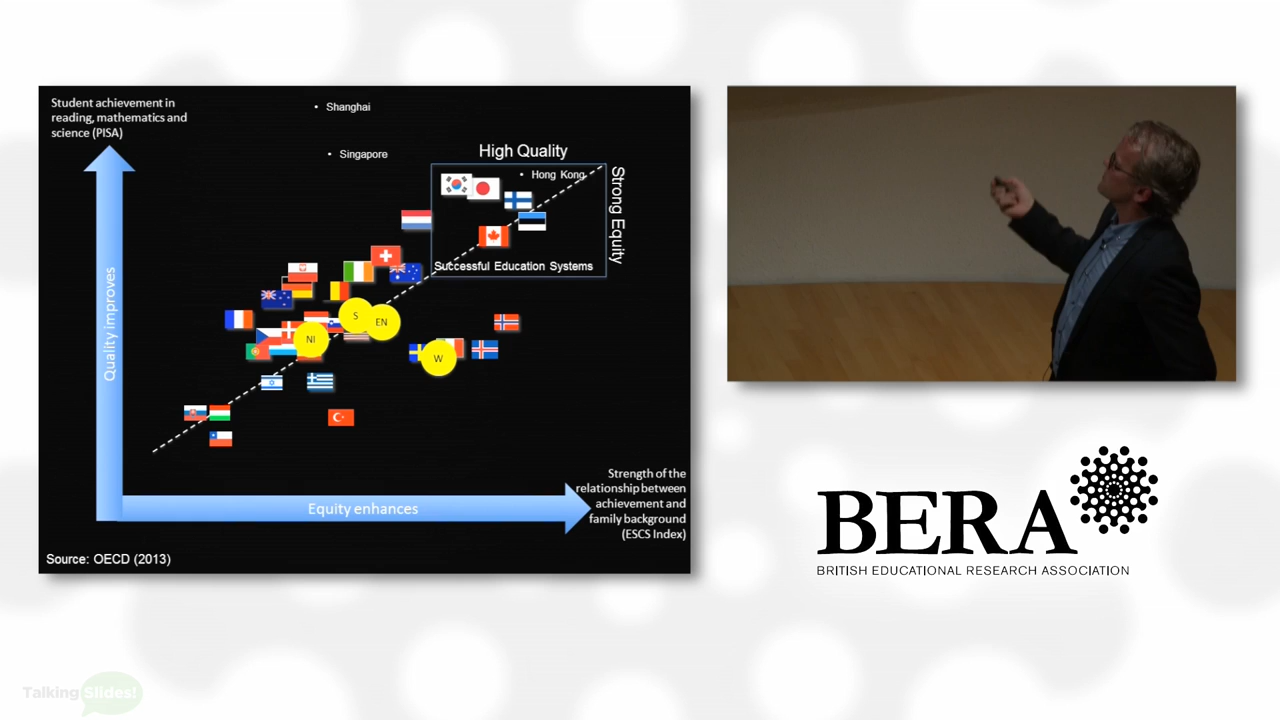 Student achievement in
reading, mathematics and
science (PISA)
• Shanghai
• Singapore
High Quality
• Hong Kong
Strong Equity
Successful Education Systems
Quality improves
S
EN
NI
W
Strength of the
relationship between
achievement and
family background
(ESCS Index)
Equity enhances
Source: OECD (2013)
BERA
BRITISH EDUCATIONAL RESEARCH ASSOCIATION
Talking Slides!